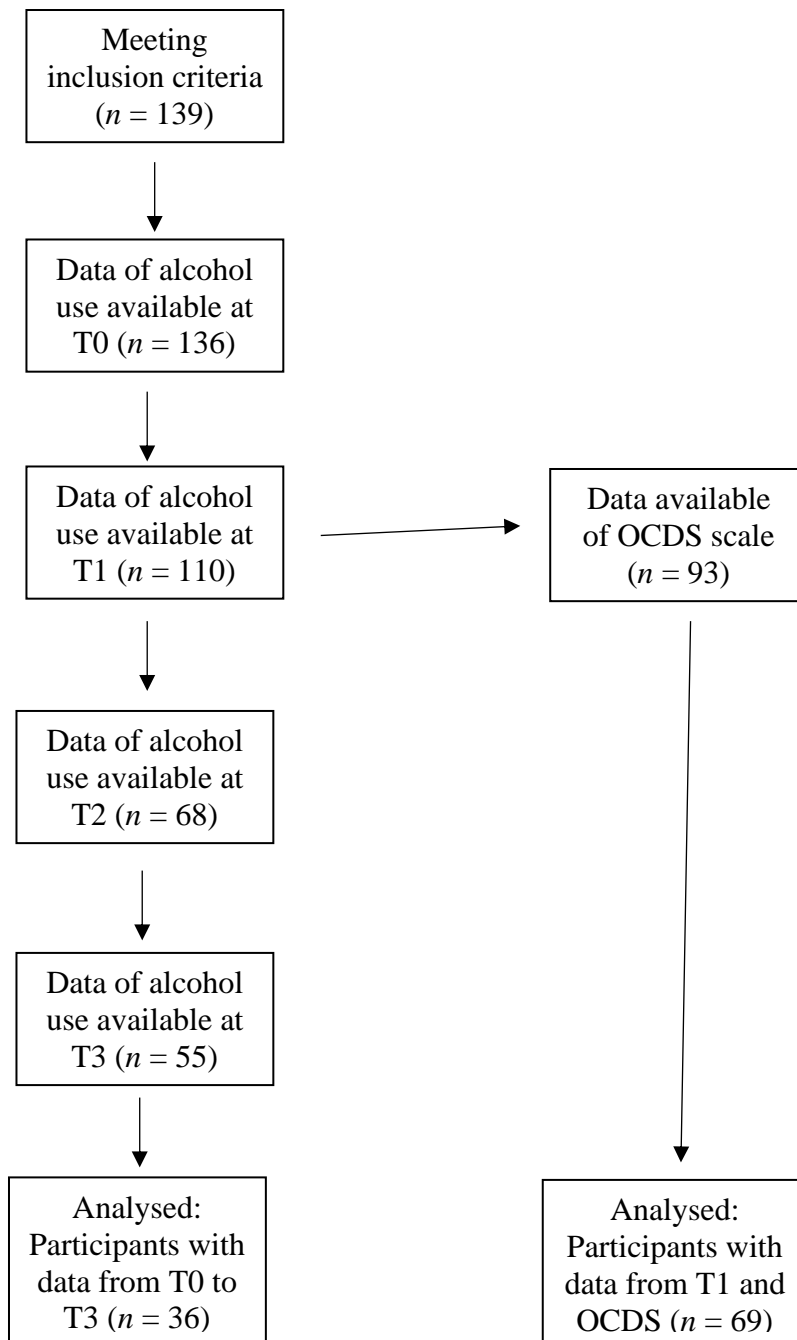 Meeting
inclusion criteria
(n = 139)
Data of alcohol
use available at
T0 (n = 136)
Data of alcohol
use available at
T1 (n = 110)
Data available
of OCDS scale
(n = 93)
Data of alcohol
use available at
T2 (n = 68)
Data of alcohol
use available at
T3 (n = 55)
Analysed:
Participants with
data from T0 to
T3 (n = 36)
Analysed:
Participants with
data from T1 and
OCDS (n = 69)